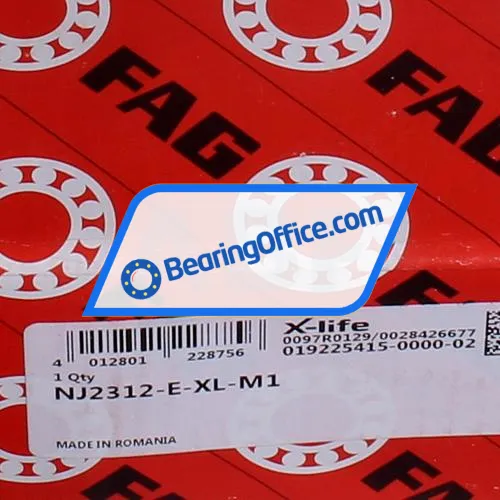 FAG
FAG
BearingOffice.com
X-life
0097R0129/0028426677
019225415-0000-02
4 012801 228756
1 Qty
NJ2312-E-XL-M1
MADE IN ROMANIA
FAG